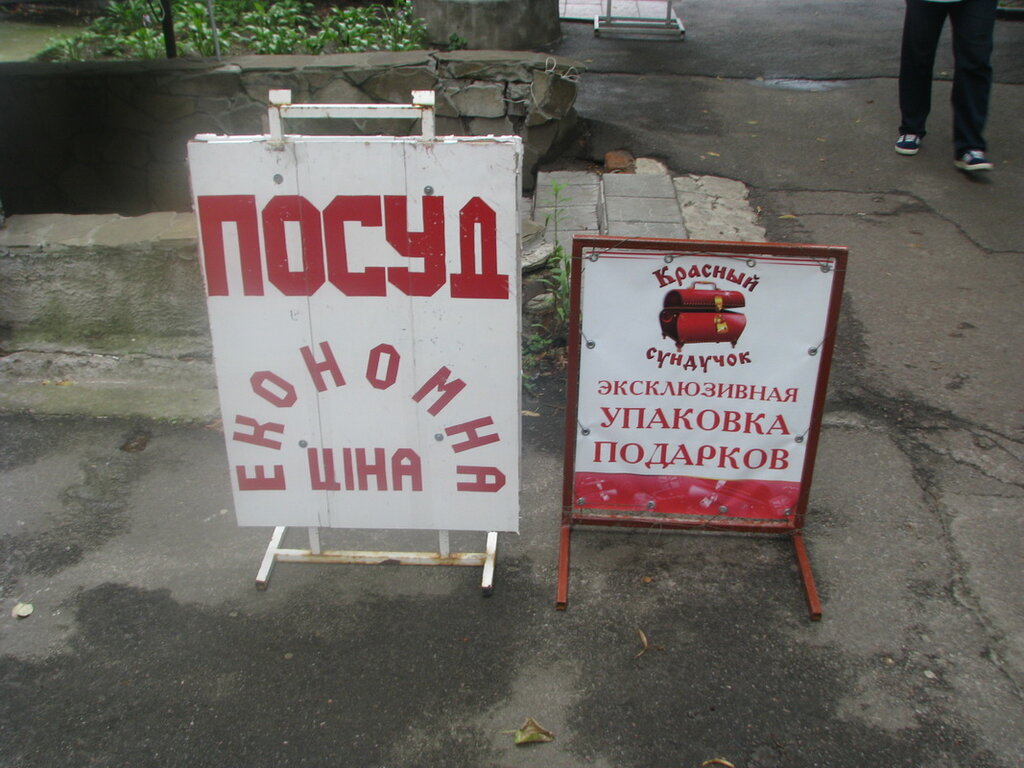 ПОСУД
ЕКОНОМНА
ЦІНА
Красный
сундучок
ЭКСКЛЮЗИВНАЯ
УПАКОВКА
ПОДАРКОВ